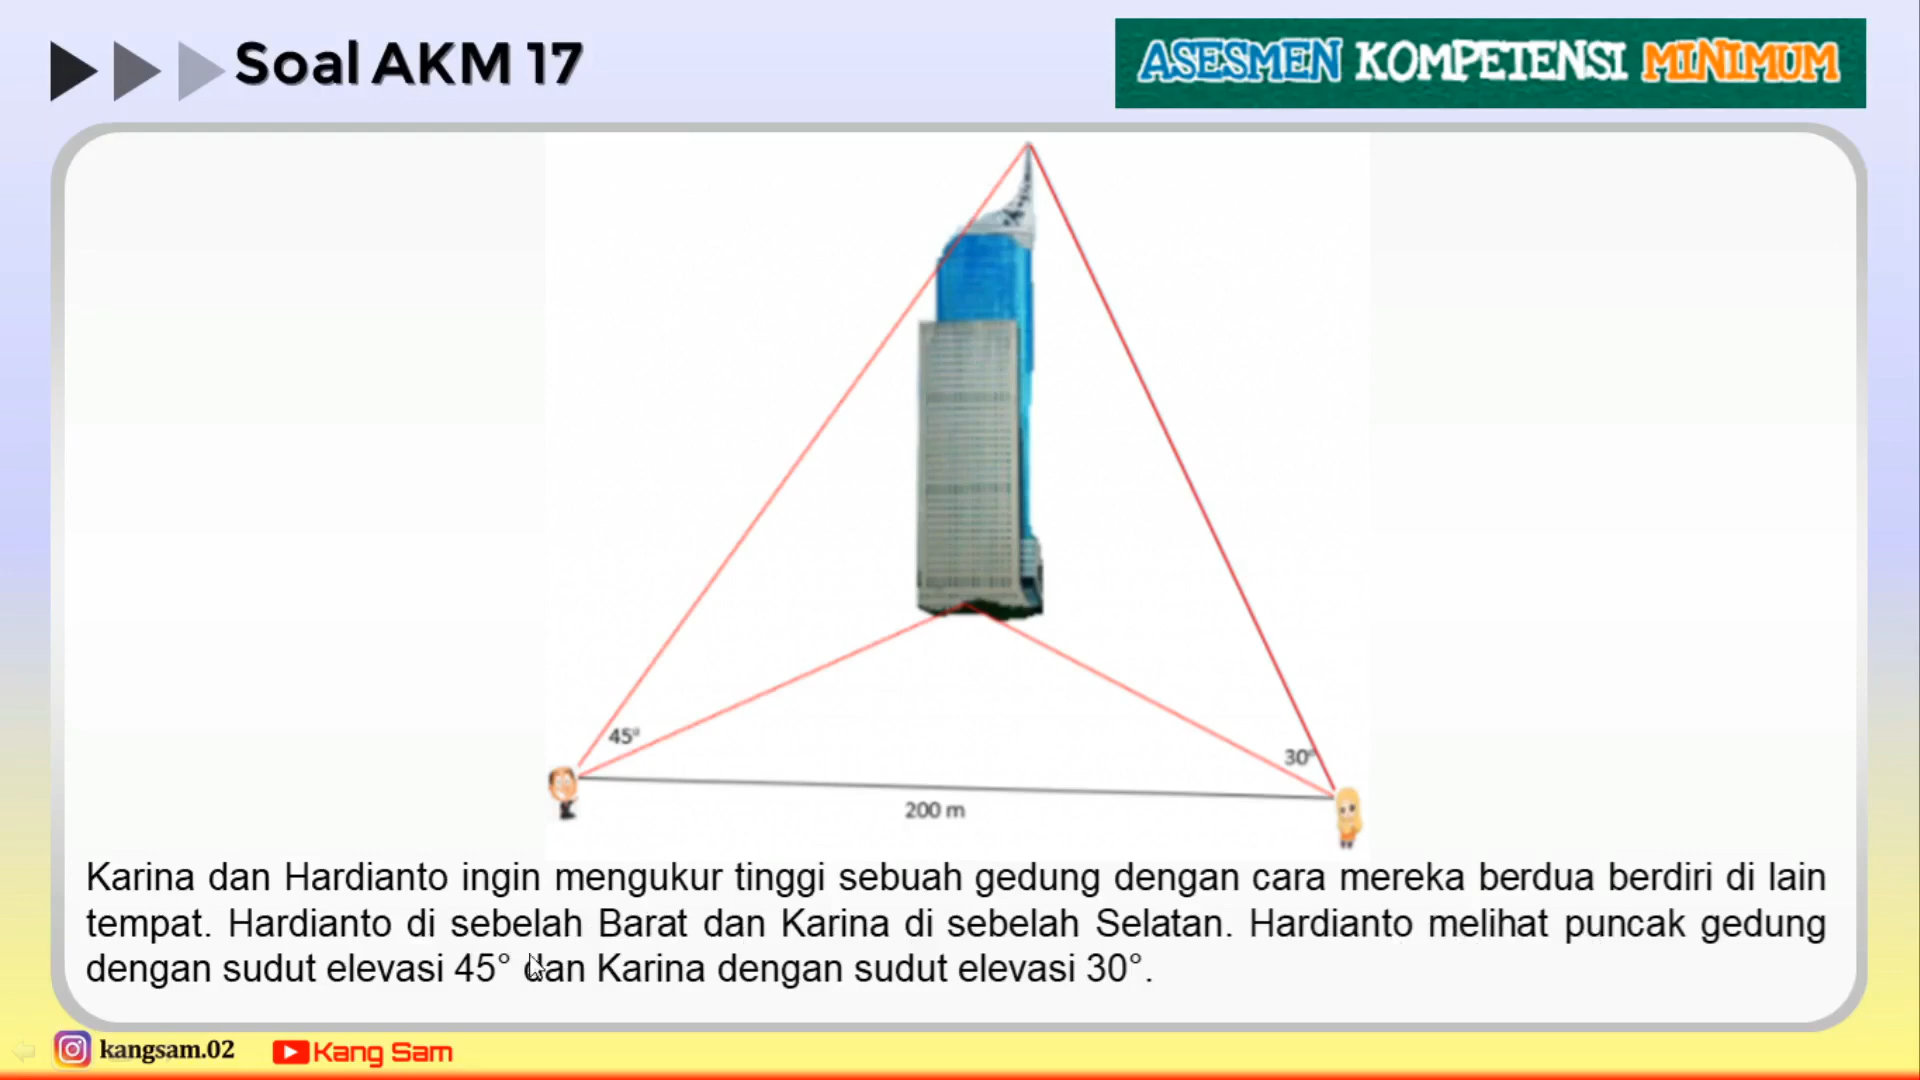 Soal AKM 17
ASESMEN KOMPETENSI MINIMUM
45°
30°
200 m
Karina dan Hardianto ingin mengukur tinggi sebuah gedung dengan cara mereka berdua berdiri di lain
tempat. Hardianto di sebelah Barat dan Karina di sebelah Selatan. Hardianto melihat puncak gedung
dengan sudut elevasi 45° dan Karina dengan sudut elevasi 30°.
kangsam.02
Kang Sam